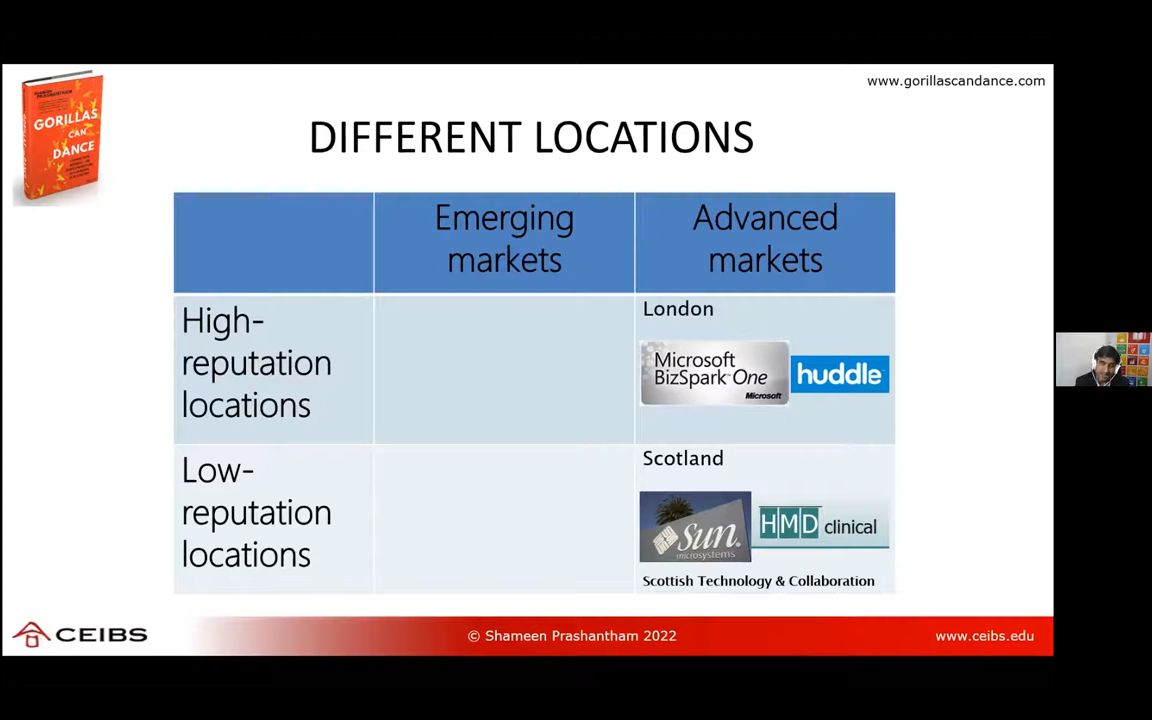 www.gorillascandance.com
GORILLAS
CAN
DANCE
DIFFERENT LOCATIONS
Emerging
markets
Advanced
markets
High-
reputation
locations
London
Microsoft
BizSpark One
Microsoft
huddle
Low-
reputation
locations
Scotland
Sun
microsystems
HMD clinical
Scottish Technology & Collaboration
CEIBS
© Shameen Prashantham 2022
www.ceibs.edu